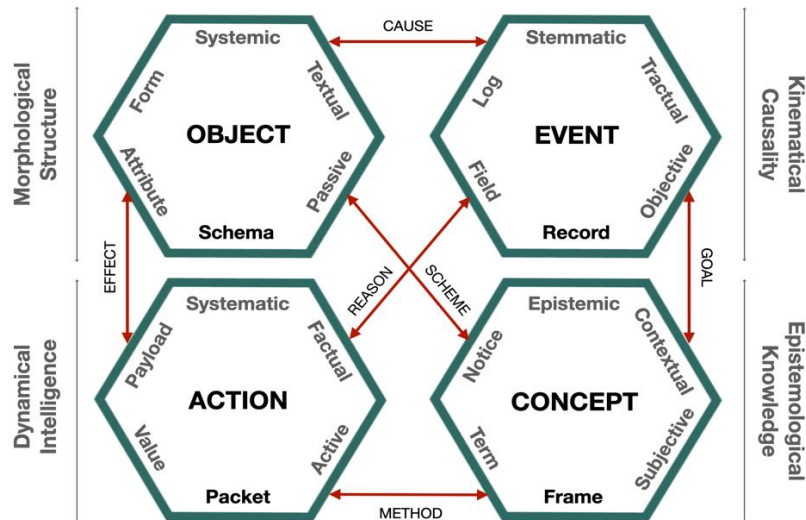 Morphological
Structure
Systemic
Form
Textual
OBJECT
Attribute
Passive
Schema
CAUSE
Stemmatic
Log
Tractual
EVENT
Field
Objective
Record
Kinematical
Causality
EFFECT
REASON
SCHEME
GOAL
Dynamical
Intelligence
Systematic
Payload
Factual
ACTION
Value
Active
Packet
METHOD
Epistemic
Notice
Contextual
CONCEPT
Term
Subjective
Frame
Epistemological
Knowledge